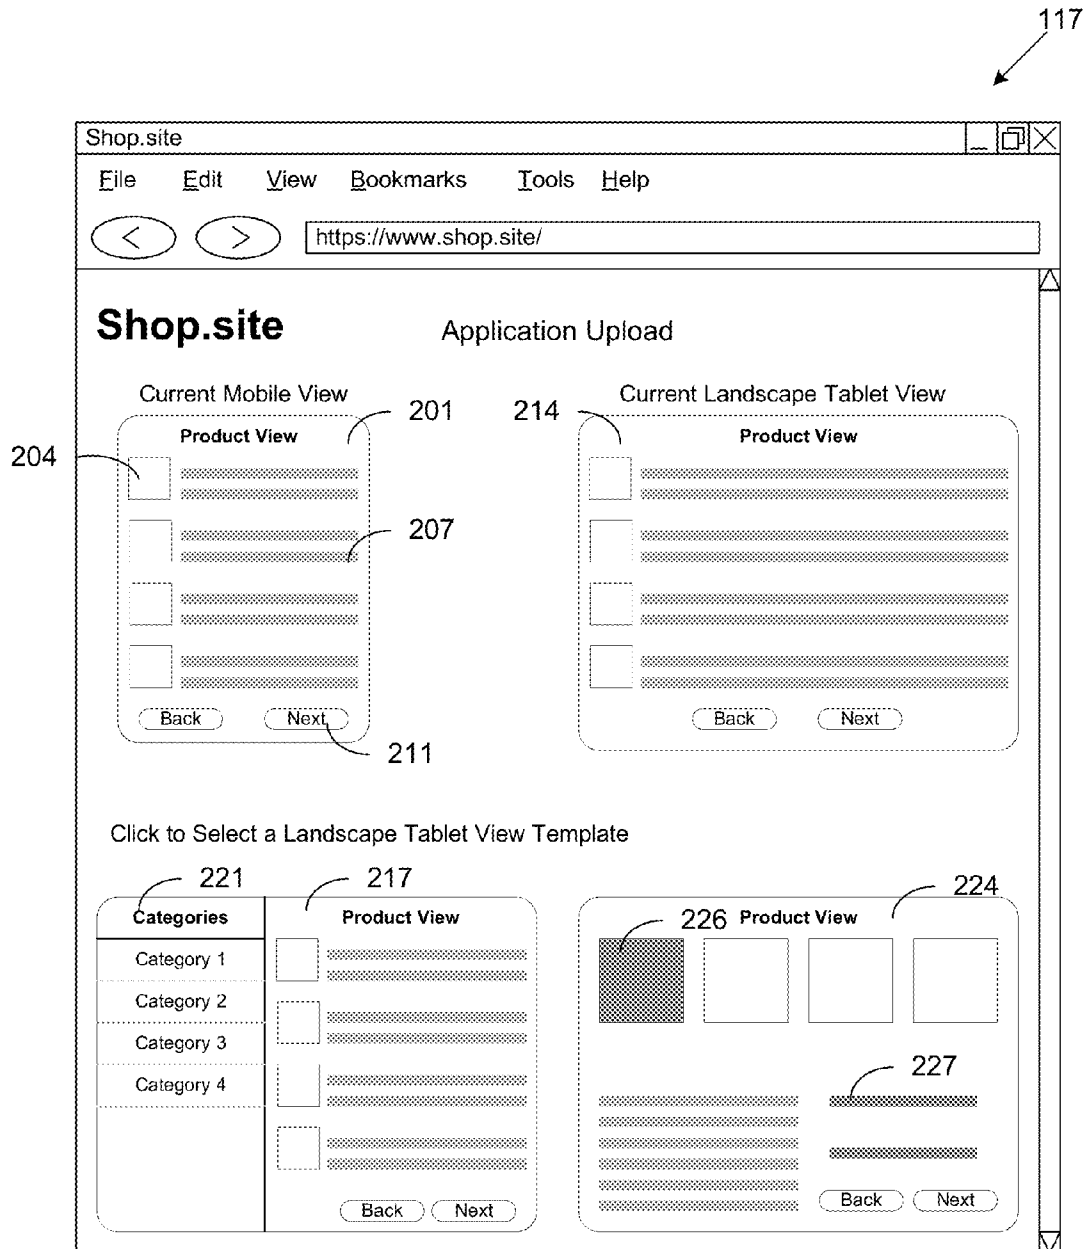 117
Shop.site
File Edit View Bookmarks Tools Help
< > https://www.shop.site/
Shop.site Application Upload
Current Mobile View Current Landscape Tablet View
201 214
Product View Product View
204
207
Back Next Back Next
211
Click to Select a Landscape Tablet View Template
221 217 224
Categories Product View 226 Product View
Category 1
Category 2
Category 3
Category 4
227
Back Next Back Next